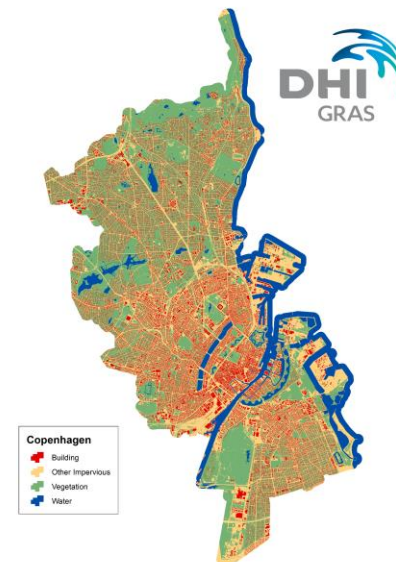 DHI
GRAS
Copenhagen
Building
Other Impervious
Vegetation
Water